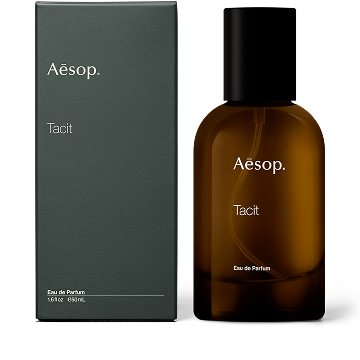 Aēsop.
Tacit
Eau de Parfum
1.6 fl oz ℮50 mL
Aēsop.
Tacit
Eau de Parfum